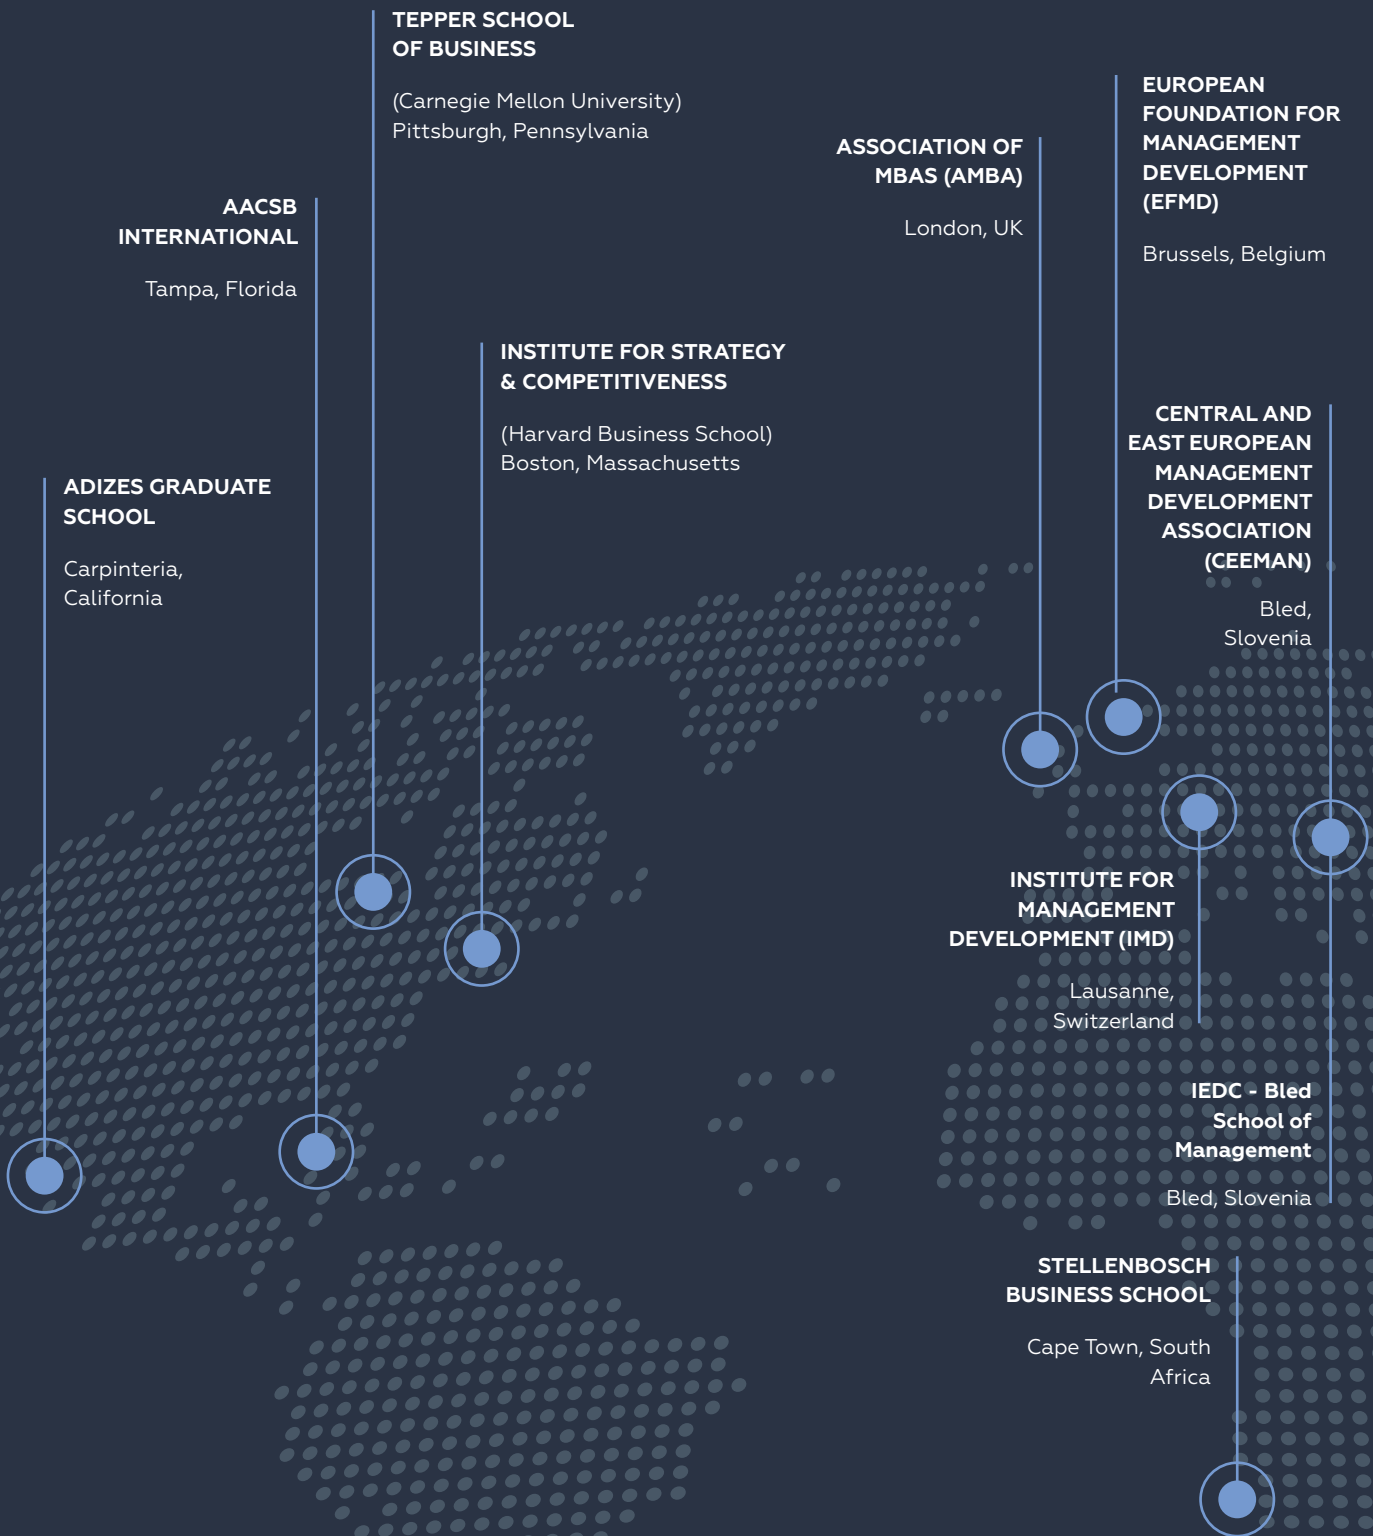 TEPPER SCHOOL
OF BUSINESS
(Carnegie Mellon University)
Pittsburgh, Pennsylvania
EUROPEAN
FOUNDATION FOR
MANAGEMENT
DEVELOPMENT
(EFMD)
Brussels, Belgium
ASSOCIATION OF
MBAS (AMBA)
London, UK
AACSB
INTERNATIONAL
Tampa, Florida
INSTITUTE FOR STRATEGY
& COMPETITIVENESS
(Harvard Business School)
Boston, Massachusetts
CENTRAL AND
EAST EUROPEAN
MANAGEMENT
DEVELOPMENT
ASSOCIATION
(CEEMAN)
Bled,
Slovenia
ADIZES GRADUATE
SCHOOL
Carpinteria,
California
INSTITUTE FOR
MANAGEMENT
DEVELOPMENT (IMD)
Lausanne,
Switzerland
IEDC - Bled
School of
Management
Bled, Slovenia
STELLENBOSCH
BUSINESS SCHOOL
Cape Town, South
Africa